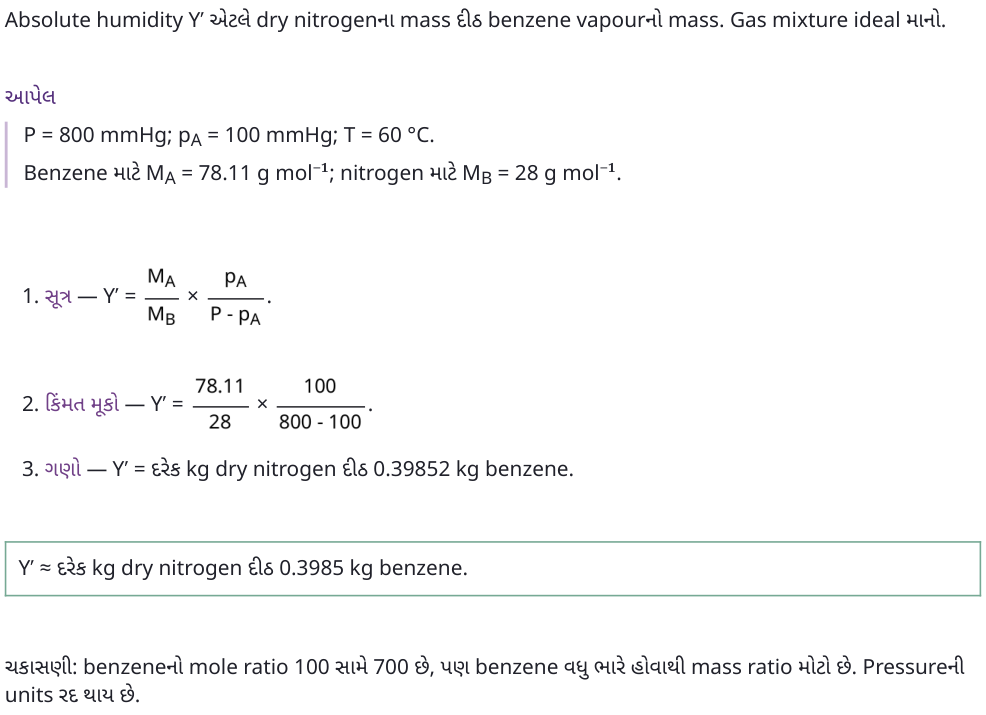 Absolute humidity Y′ એટલે dry nitrogenના mass દીઠ benzene vapourનો mass. Gas mixture ideal માનો.
આપેલ
P = 800 mmHg; pA = 100 mmHg; T = 60 °C.
Benzene માટે MA = 78.11 g mol⁻¹; nitrogen માટે MB = 28 g mol⁻¹.
1. સૂત્ર — Y′ = MA/MB × pA/(P - pA).
2. કિંમત મૂકો — Y′ = 78.11/28 × 100/(800 - 100).
3. ગણો — Y′ = દરેક kg dry nitrogen દીઠ 0.39852 kg benzene.
Y′ ≈ દરેક kg dry nitrogen દીઠ 0.3985 kg benzene.
ચકાસણી: benzeneનો mole ratio 100 સામે 700 છે, પણ benzene વધુ ભારે હોવાથી mass ratio મોટો છે. Pressureની
units રદ થાય છે.